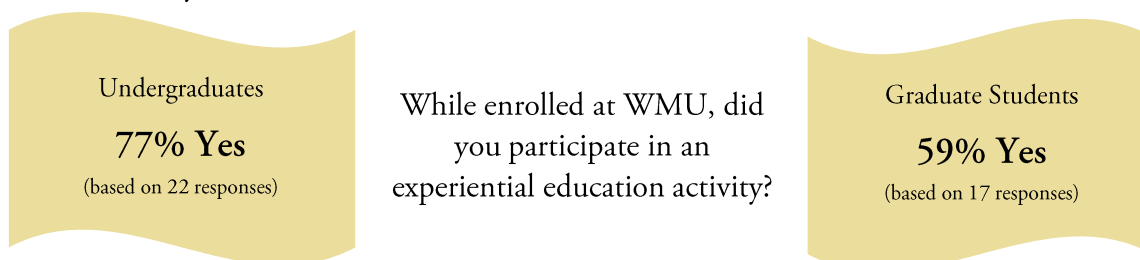 Undergraduates
77% Yes
(based on 22 responses)
While enrolled at WMU, did
you participate in an
experiential education activity?
Graduate Students
59% Yes
(based on 17 responses)